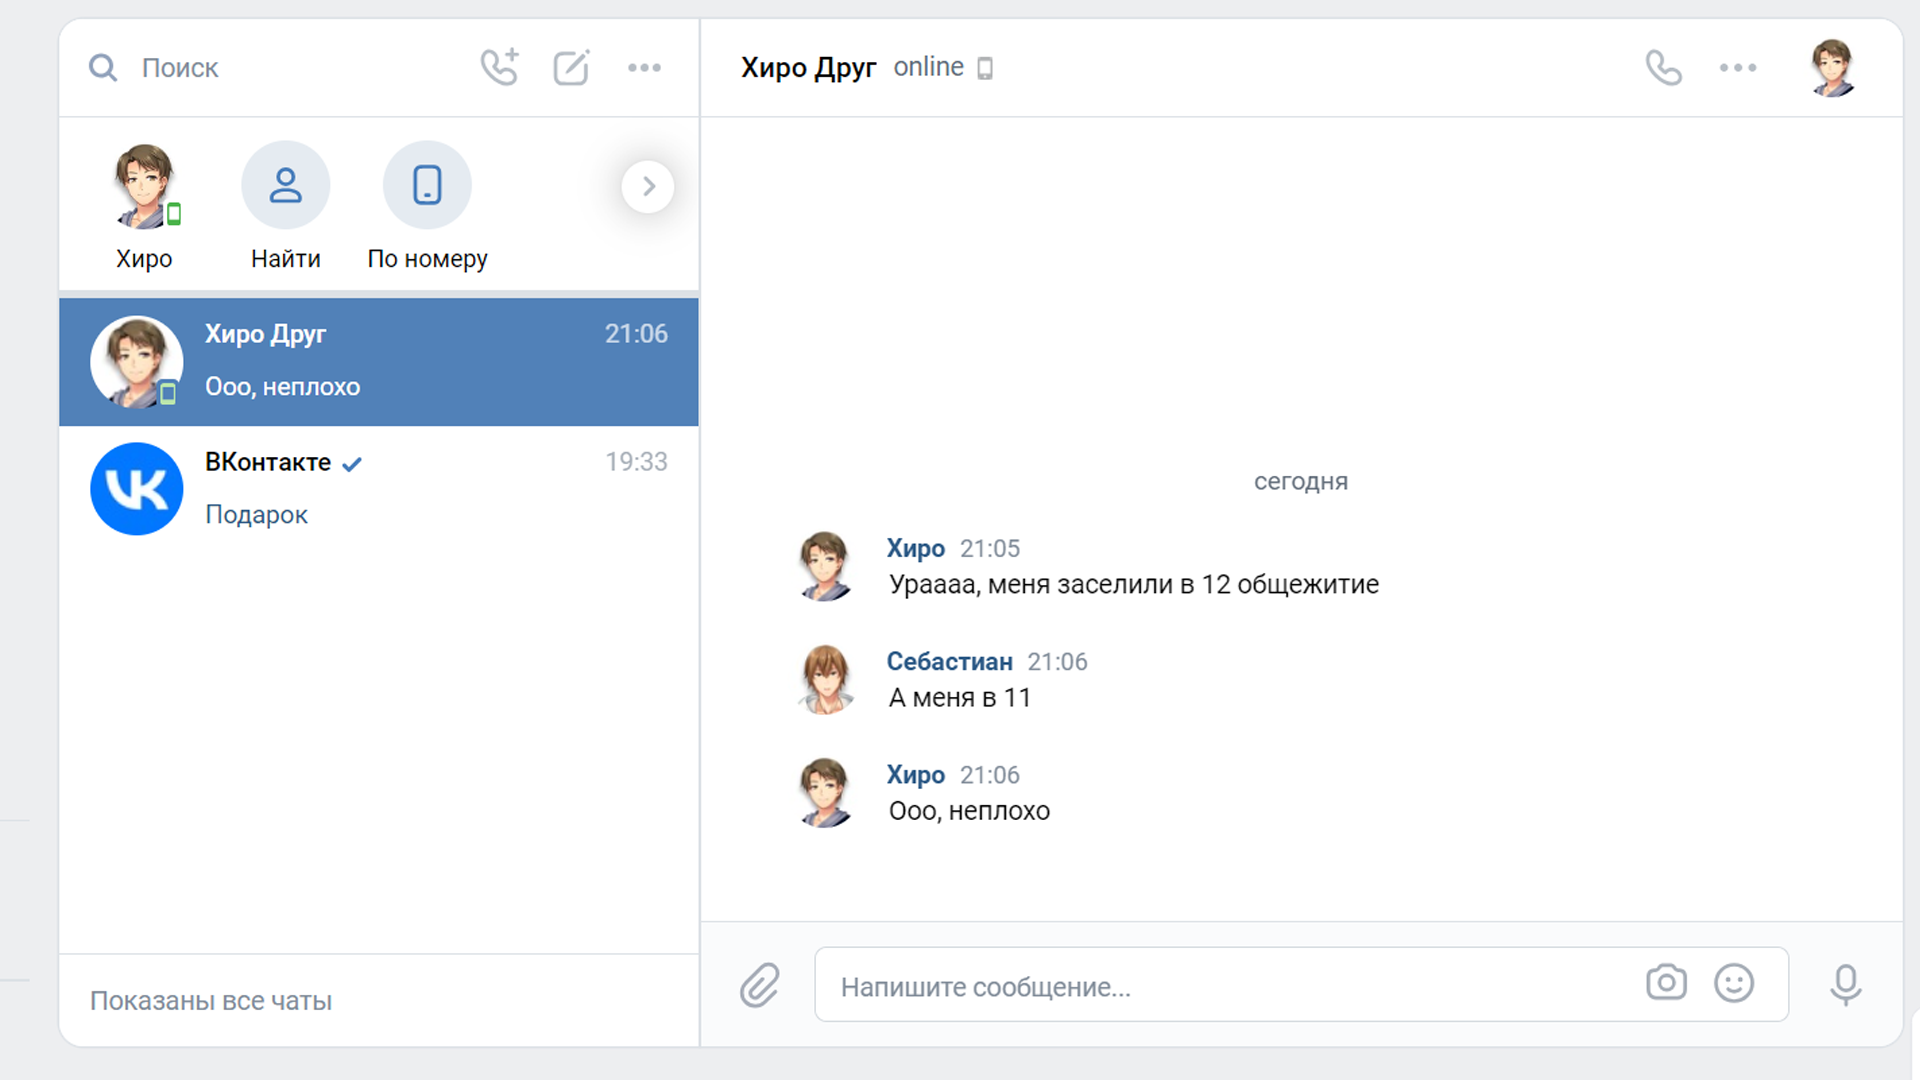 Поиск
Хиро
Найти
По номеру
Хиро Друг 21:06
Ооо, неплохо
VK
ВКонтакте 19:33
Подарок
Показаны все чаты
Хиро Друг online
сегодня
Хиро 21:05
Ураааа, меня заселили в 12 общежитие
Себастиан 21:06
А меня в 11
Хиро 21:06
Ооо, неплохо
Напишите сообщение...